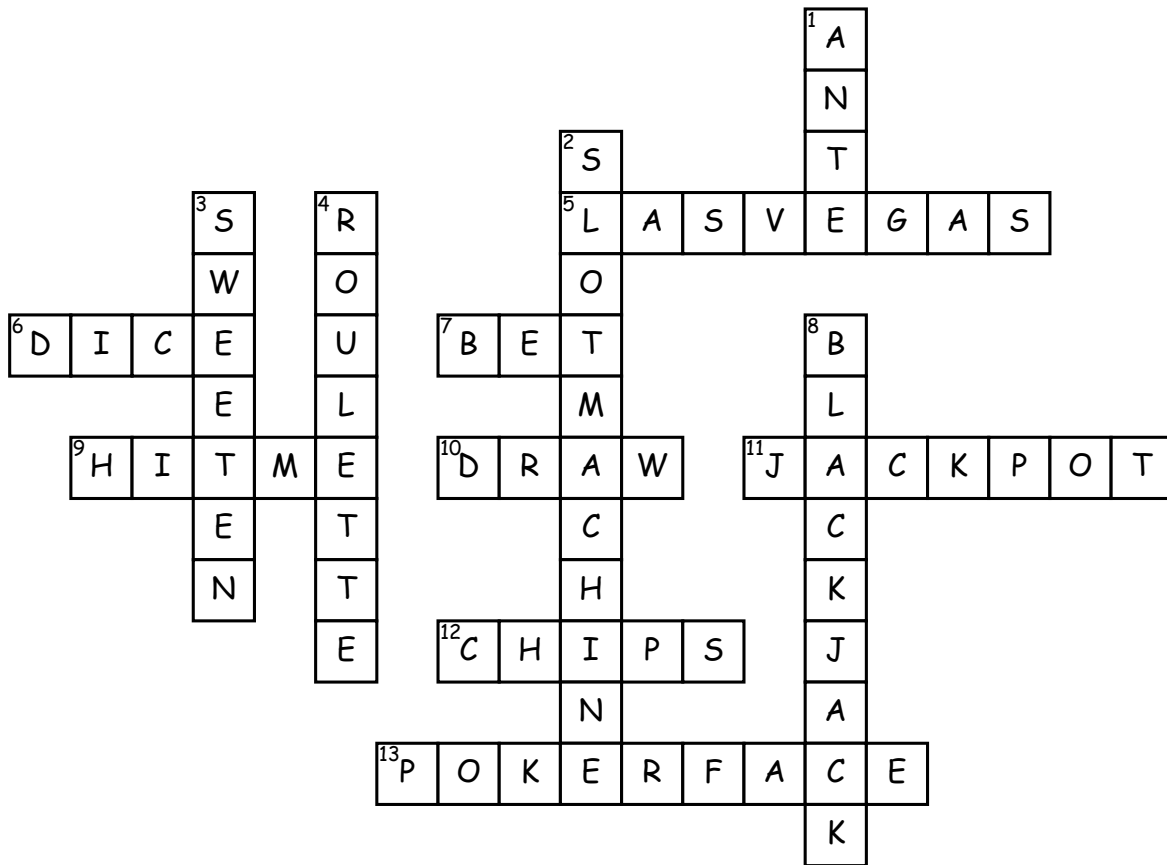 1 A
N
2 S T
3 S 4 R 5 L A S V E G A S
W O O
6 D I C E U 7 B E T 8 B
E L M L
9 H I T M E 10 D R A W 11 J A C K P O T
E T C C
N T H K
E 12 C H I P S J
N A
13 P O K E R F A C E
K